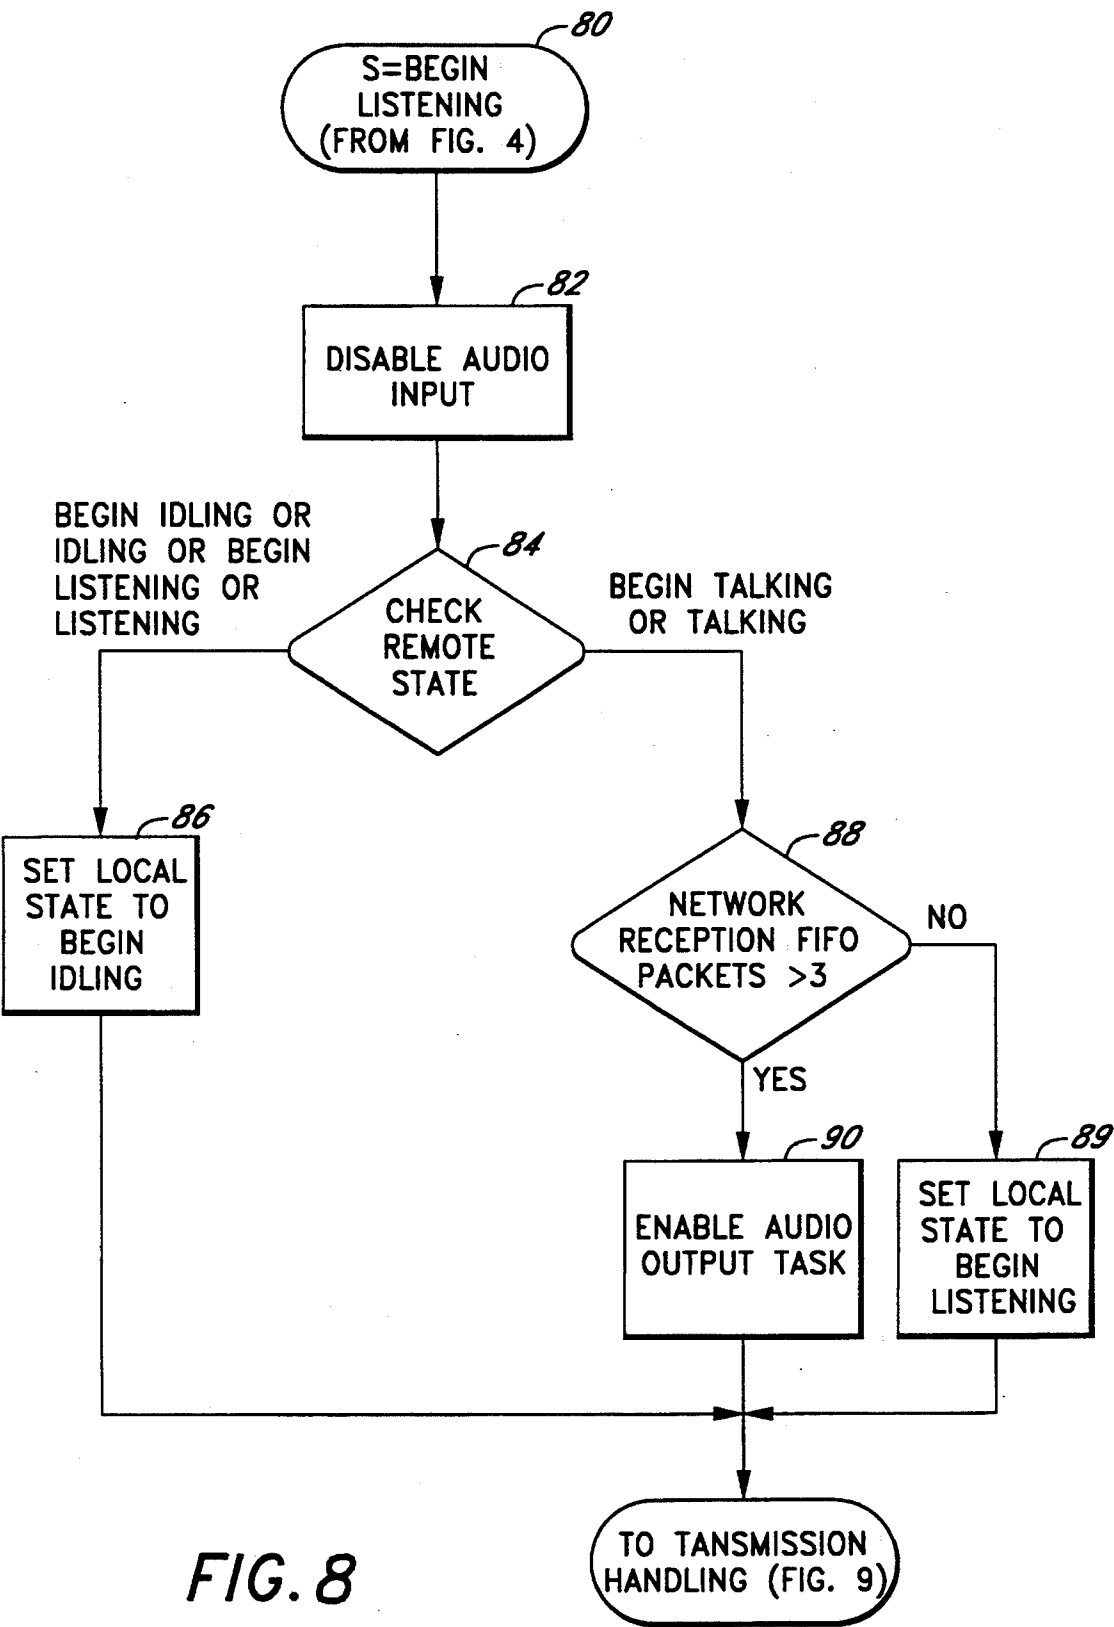 80
S=BEGIN
LISTENING
(FROM FIG. 4)
82
DISABLE AUDIO
INPUT
BEGIN IDLING OR
IDLING OR BEGIN
LISTENING OR
LISTENING
84
CHECK
REMOTE
STATE
BEGIN TALKING
OR TALKING
86
SET LOCAL
STATE TO
BEGIN
IDLING
88
NETWORK
RECEPTION FIFO
PACKETS >3
NO
YES
90
ENABLE AUDIO
OUTPUT TASK
89
SET LOCAL
STATE TO
BEGIN
LISTENING
TO TANSMISSION
HANDLING (FIG. 9)
FIG. 8